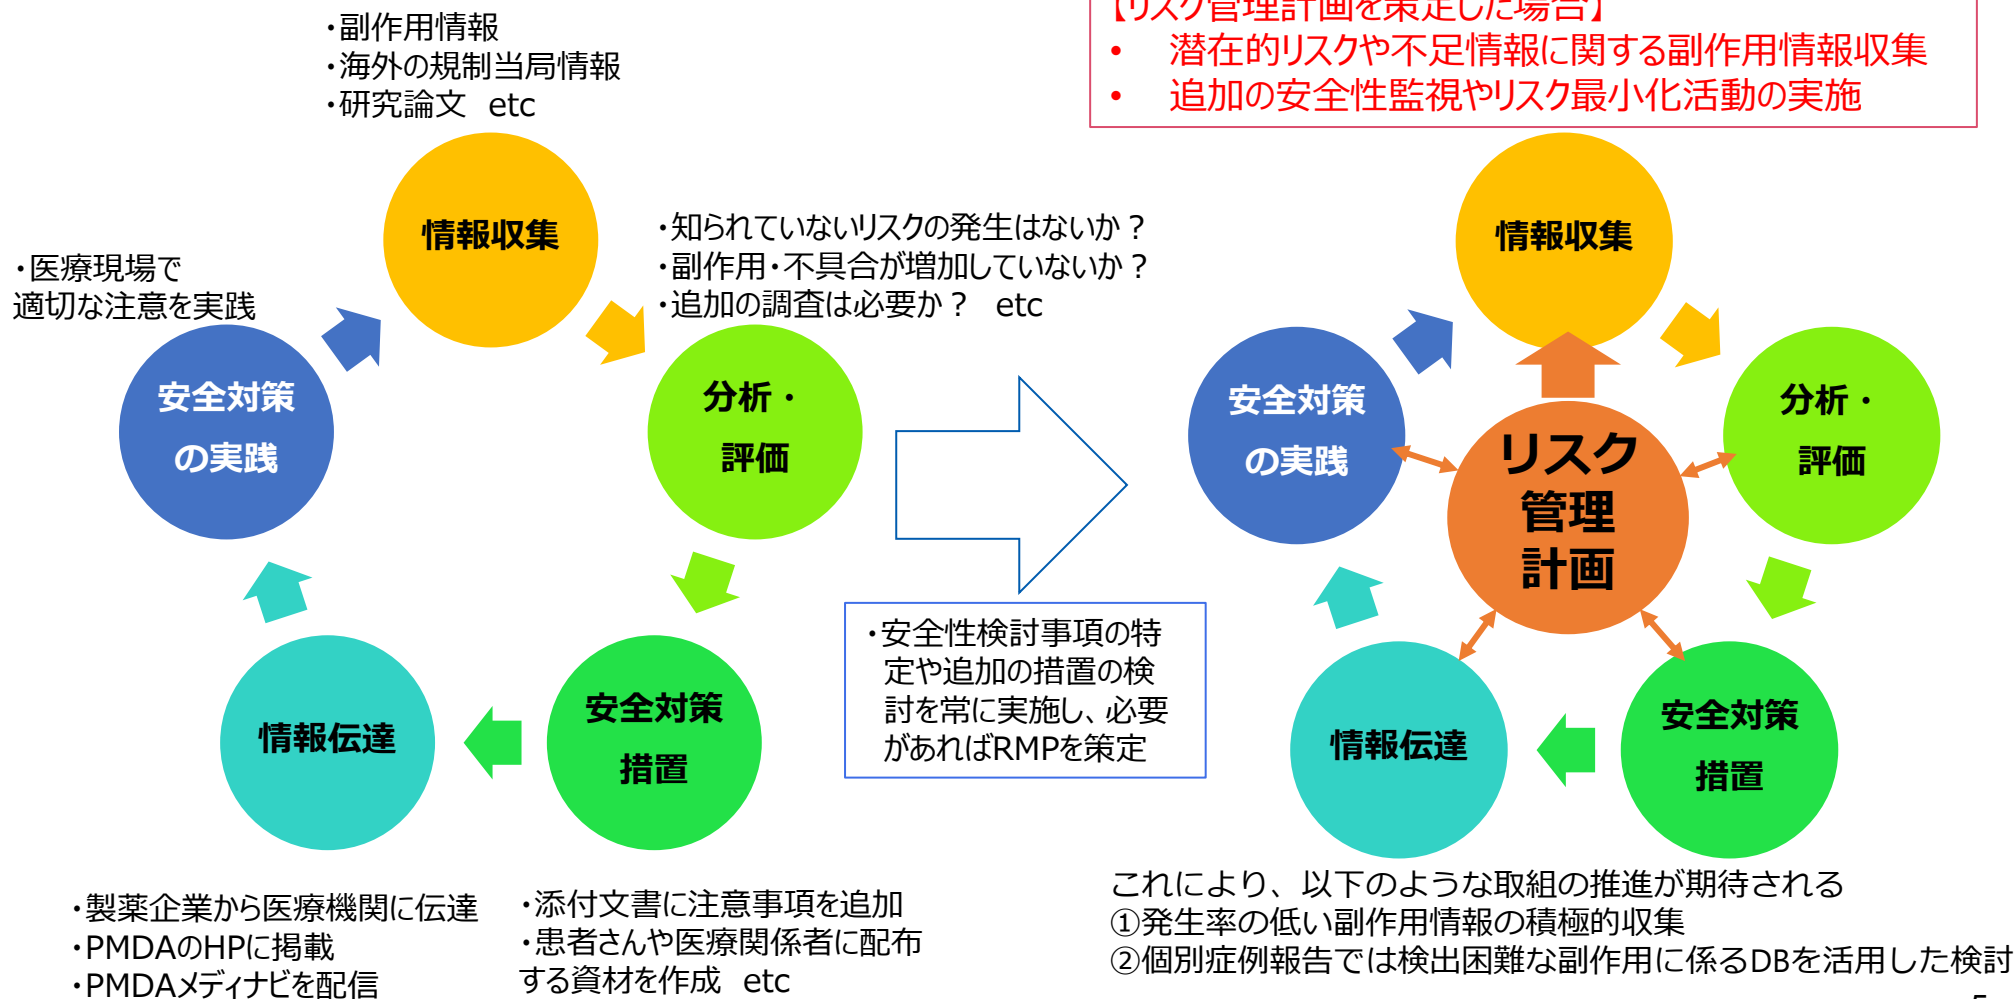 ・副作用情報
・海外の規制当局情報
・研究論文 etc
【リスク管理計画を策定した場合】
• 潜在的リスクや不足情報に関する副作用情報収集
• 追加の安全性監視やリスク最小化活動の実施
情報収集
・知られていないリスクの発生はないか？
・副作用・不具合が増加していないか？
・追加の調査は必要か？ etc
・医療現場で
適切な注意を実践
安全対策
の実践
分析・
評価
情報伝達
安全対策
措置
・安全性検討事項の特
定や追加の措置の検
討を常に実施し、必要
があればRMPを策定
情報収集
安全対策
の実践
分析・
評価
リスク
管理
計画
情報伝達
安全対策
措置
・製薬企業から医療機関に伝達
・PMDAのHPに掲載
・PMDAメディナビを配信
・添付文書に注意事項を追加
・患者さんや医療関係者に配布
する資材を作成 etc
これにより、以下のような取組の推進が期待される
①発生率の低い副作用情報の積極的収集
②個別症例報告では検出困難な副作用に係るDBを活用した検討